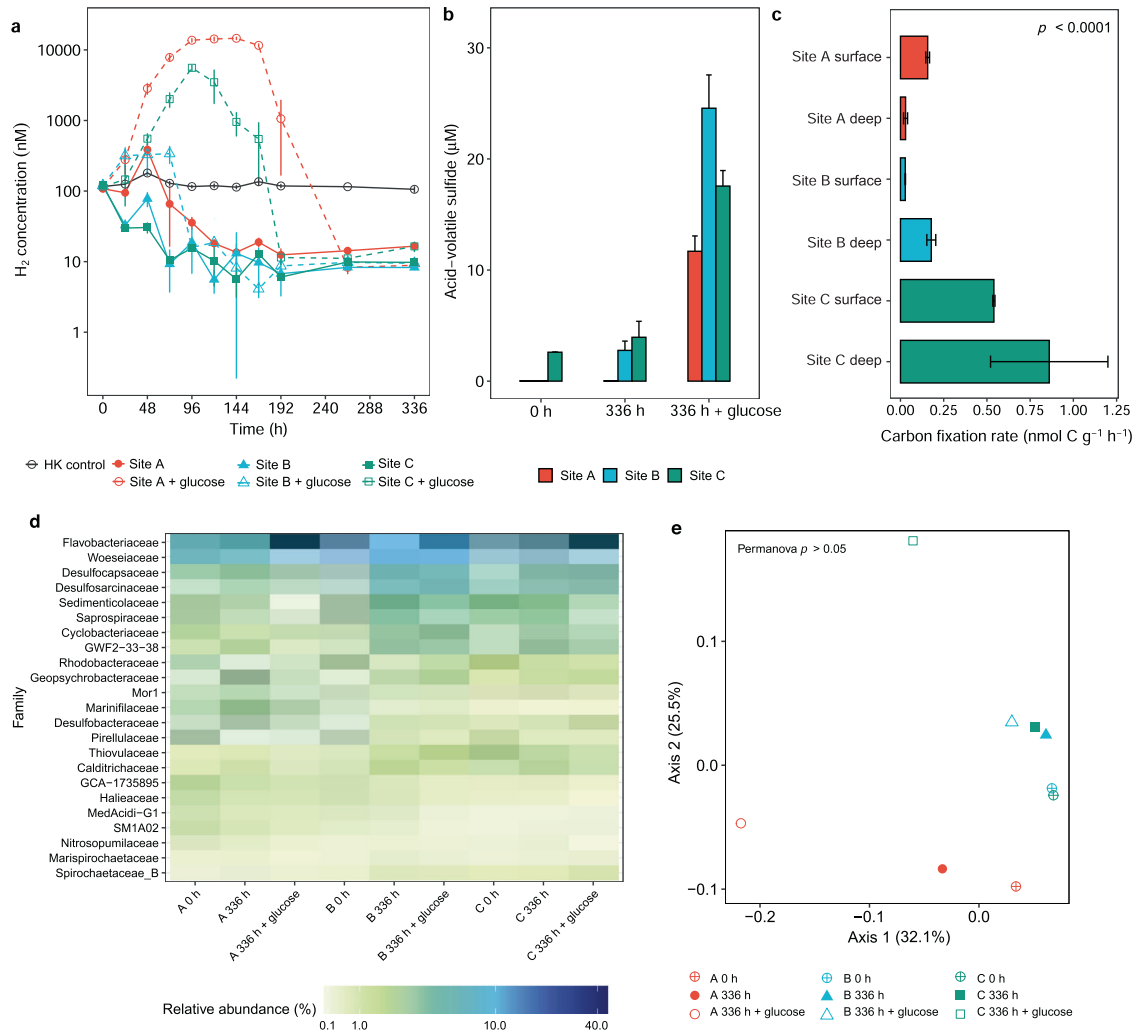 a
H₂ concentration (nM)
10000
1000
100
10
1
0 48 96 144 192 240 288 336
Time (h)
HK control
Site A
Site B
Site C
Site A + glucose
Site B + glucose
Site C + glucose
b
Acid−volatile sulfide (μM)
30
20
10
0
0 h 336 h 336 h + glucose
Site A Site B Site C
c
p < 0.0001
Site A surface
Site A deep
Site B surface
Site B deep
Site C surface
Site C deep
0.00 0.25 0.50 0.75 1.00 1.25
Carbon fixation rate (nmol C g⁻¹ h⁻¹)
d
Family
Flavobacteriaceae
Woeseiaceae
Desulfocapsaceae
Desulfosarcinaceae
Sedimenticolaceae
Saprospiraceae
Cyclobacteriaceae
GWF2−33−38
Rhodobacteraceae
Geopsychrobacteraceae
Mor1
Marinifilaceae
Desulfobacteraceae
Pirellulaceae
Thiovulaceae
Calditrichaceae
GCA−1735895
Halieaceae
MedAcidi−G1
SM1A02
Nitrosopumilaceae
Marispirochaetaceae
Spirochaetaceae_B
A 0 h
A 336 h
A 336 h + glucose
B 0 h
B 336 h
B 336 h + glucose
C 0 h
C 336 h
C 336 h + glucose
Relative abundance (%)
0.1 1.0 10.0 40.0
e
Permanova p > 0.05
Axis 2 (25.5%)
0.1
0.0
−0.1
−0.2 −0.1 0.0
Axis 1 (32.1%)
A 0 h B 0 h C 0 h
A 336 h B 336 h C 336 h
A 336 h + glucose B 336 h + glucose C 336 h + glucose